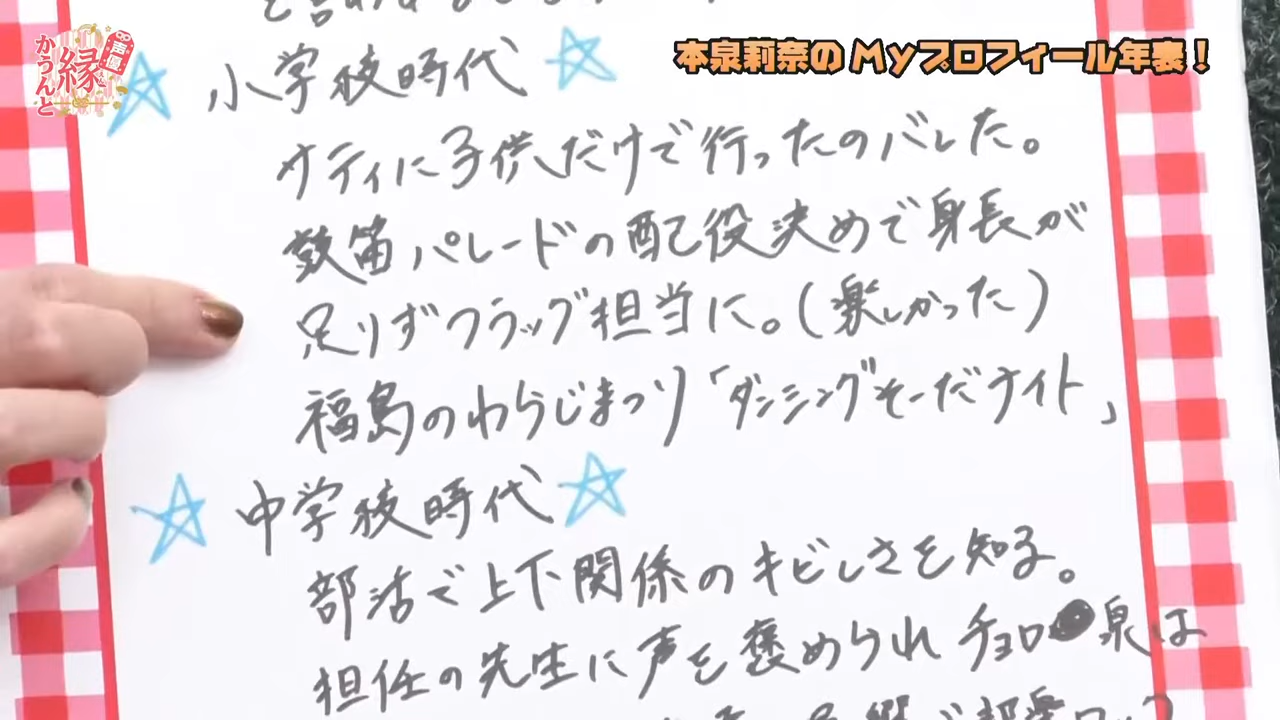 声優
縁
かうんと
本泉莉奈のMyプロフィール年表！
小学校時代
サティに子供だけで行ったのバレた。
鼓笛パレードの配役決めで身長が
足りずフラッグ担当に。(楽しかった)
福島のわらじまつり「ダンシングそーだナイト」
中学校時代
部活で上下関係のキビしさを知る。
担任の先生に声を褒められチョロ泉は